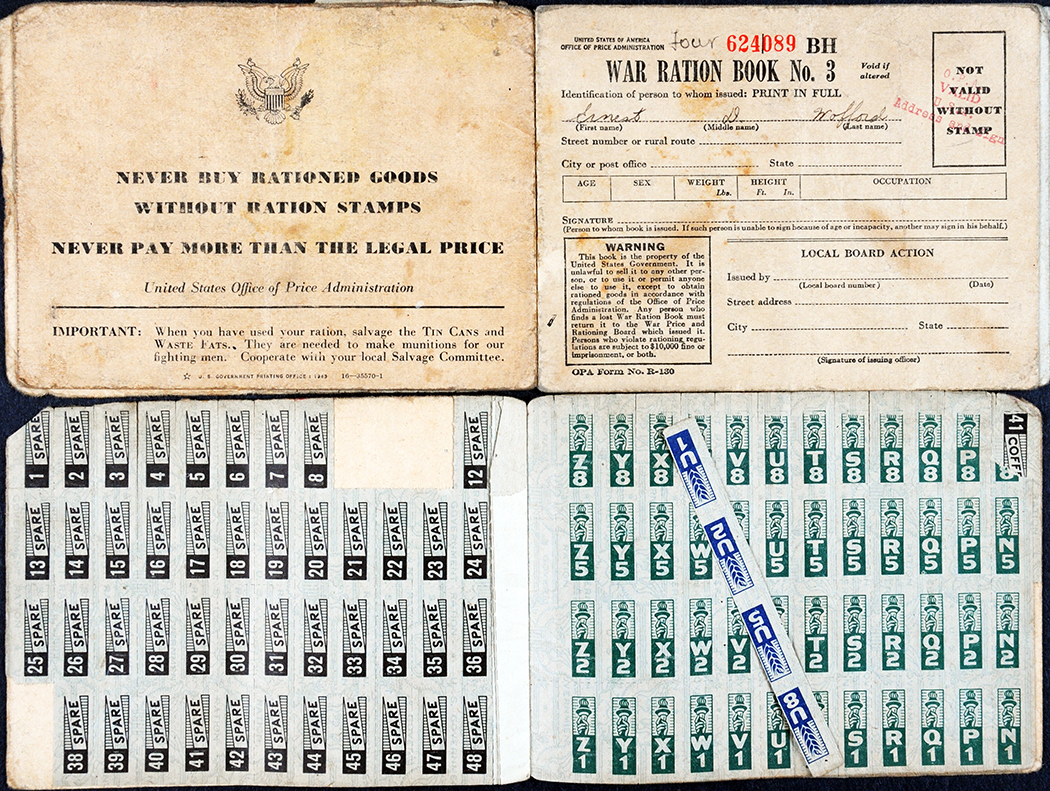 NEVER BUY RATIONED GOODS
WITHOUT RATION STAMPS
NEVER PAY MORE THAN THE LEGAL PRICE
United States Office of Price Administration
IMPORTANT: When you have used your ration, salvage the TIN CANS and
WASTE FATS. They are needed to make munitions for our
fighting men. Cooperate with your local Salvage Committee.
☆ U. S. GOVERNMENT PRINTING OFFICE : 1943 16—35570-1
UNITED STATES OF AMERICA
OFFICE OF PRICE ADMINISTRATION
four 624089 BH
WAR RATION BOOK No. 3
Void if
altered
Identification of person to whom issued: PRINT IN FULL
Ernest D. Wofford
(First name) (Middle name) (Last name)
Street number or rural route
City or post office State
AGE SEX WEIGHT Lbs. HEIGHT Ft. In. OCCUPATION
SIGNATURE
(Person to whom book is issued. If such person is unable to sign because of age or incapacity, another may sign in his behalf.)
NOT
VALID
WITHOUT
STAMP
VALID
Address
WARNING
This book is the property of the
United States Government. It is
unlawful to sell it to any other per-
son, or to use it or permit anyone
else to use it, except to obtain
rationed goods in accordance with
regulations of the Office of Price
Administration. Any person who
finds a lost War Ration Book must
return it to the War Price and
Rationing Board which issued it.
Persons who violate rationing regu-
lations are subject to $10,000 fine or
imprisonment, or both.
OPA Form No. R-130
LOCAL BOARD ACTION
Issued by
(Local board number) (Date)
Street address
City State
(Signature of issuing officer)
1 SPARE 2 SPARE 3 SPARE 4 SPARE 5 SPARE 6 SPARE 7 SPARE 8 SPARE 12 SPARE
13 SPARE 14 SPARE 15 SPARE 16 SPARE 17 SPARE 18 SPARE 19 SPARE 20 SPARE 21 SPARE 22 SPARE 23 SPARE 24 SPARE
25 SPARE 26 SPARE 27 SPARE 28 SPARE 29 SPARE 30 SPARE 31 SPARE 32 SPARE 33 SPARE 34 SPARE 35 SPARE 36 SPARE
38 SPARE 39 SPARE 40 SPARE 41 SPARE 42 SPARE 43 SPARE 44 SPARE 45 SPARE 46 SPARE 47 SPARE 48 SPARE
Z8 Y8 X8 V8 U8 T8 S8 R8 Q8 P8 8
41 COFF
Z5 Y5 X5 W5 U5 T5 S5 R5 Q5 P5 N5
Z2 Y2 X2 W2 V2 T2 S2 R2 Q2 P2 N2
Z1 Y1 X1 W1 V1 U1 S1 R1 Q1 P1 N1
U1
U2
U5
U8